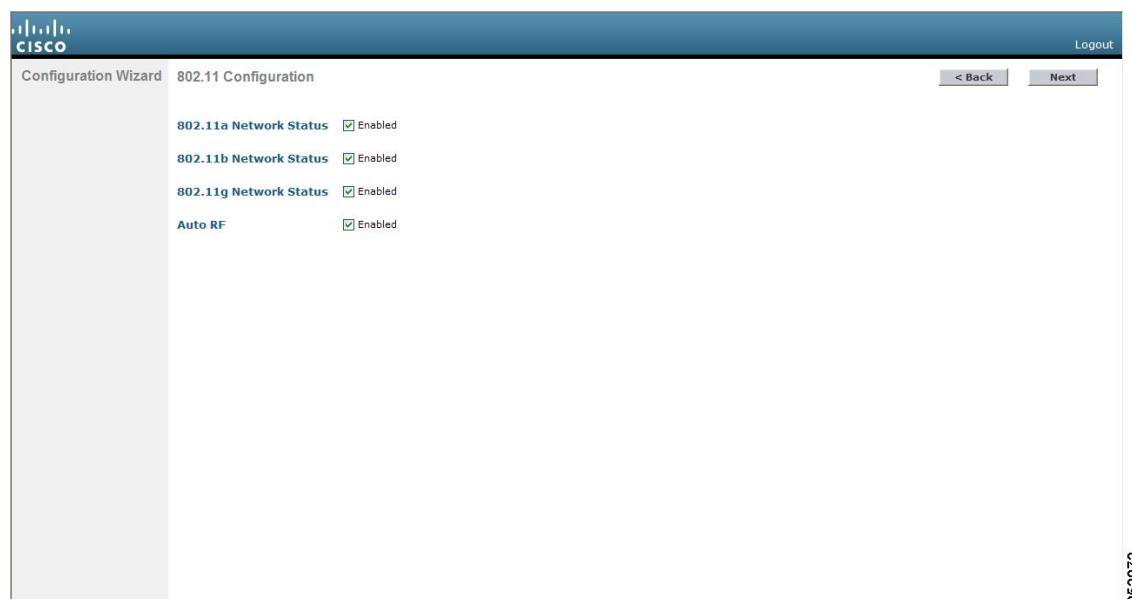 CISCO
Logout
Configuration Wizard
802.11 Configuration
< Back
Next
802.11a Network Status
Enabled
802.11b Network Status
Enabled
802.11g Network Status
Enabled
Auto RF
Enabled